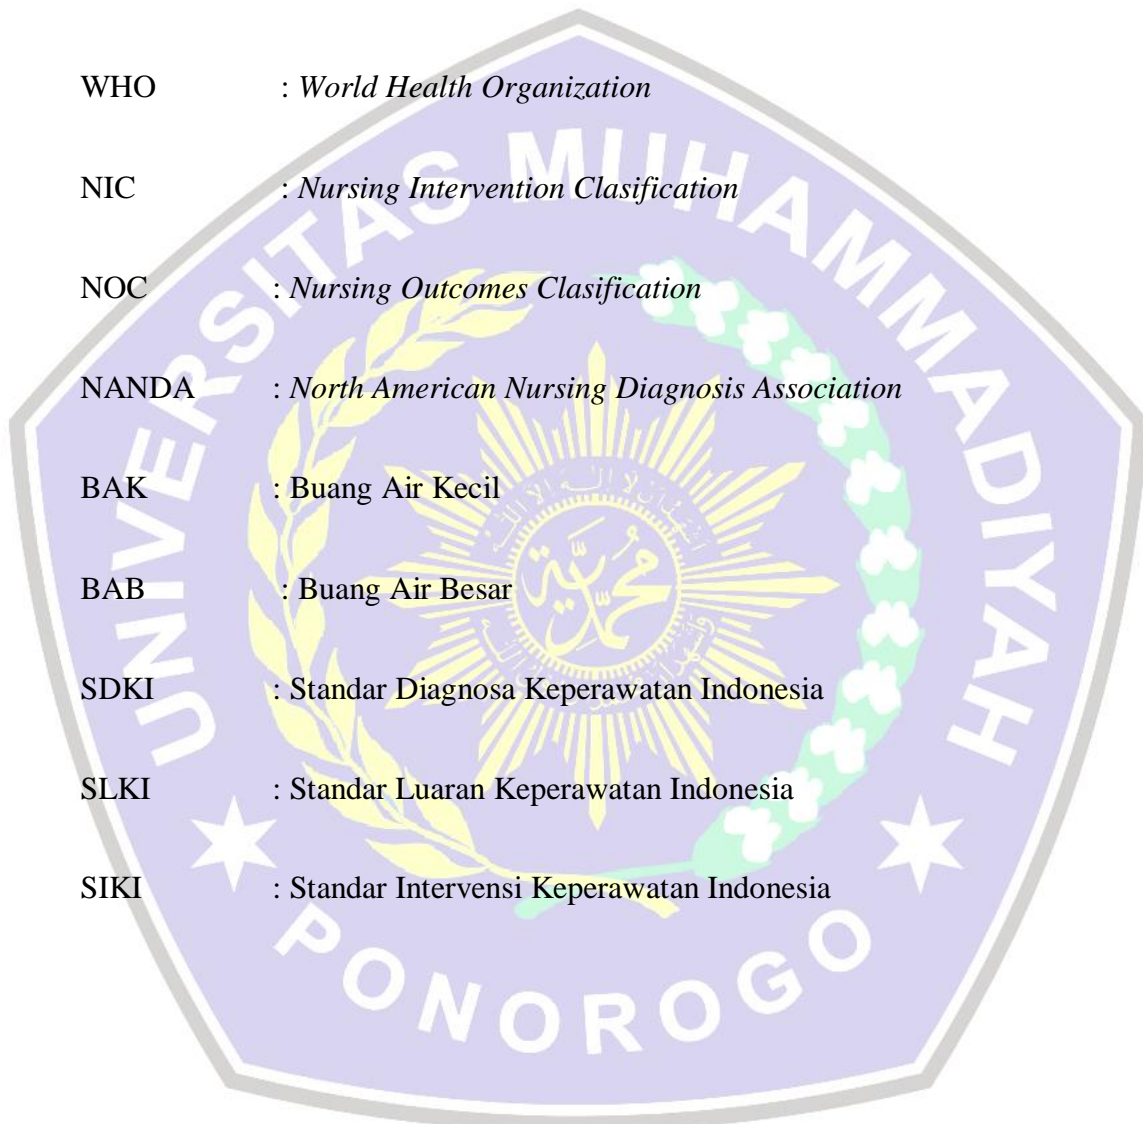 WHO : World Health Organization
NIC : Nursing Intervention Clasification
NOC : Nursing Outcomes Clasification
NANDA : North American Nursing Diagnosis Association
BAK : Buang Air Kecil
BAB : Buang Air Besar
SDKI : Standar Diagnosa Keperawatan Indonesia
SLKI : Standar Luaran Keperawatan Indonesia
SIKI : Standar Intervensi Keperawatan Indonesia
UNIVERSITAS MUHAMMADIYAH
PONOROGO
محمدية